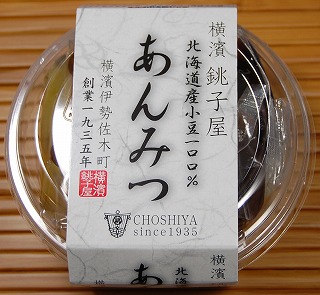 横濱 銚子屋
北海道産小豆一〇〇%
あんみつ
横濱伊勢佐木町
創業一九三五年
横濱
銚子屋
CHOSHIYA
since1935
横濱
北海
あん